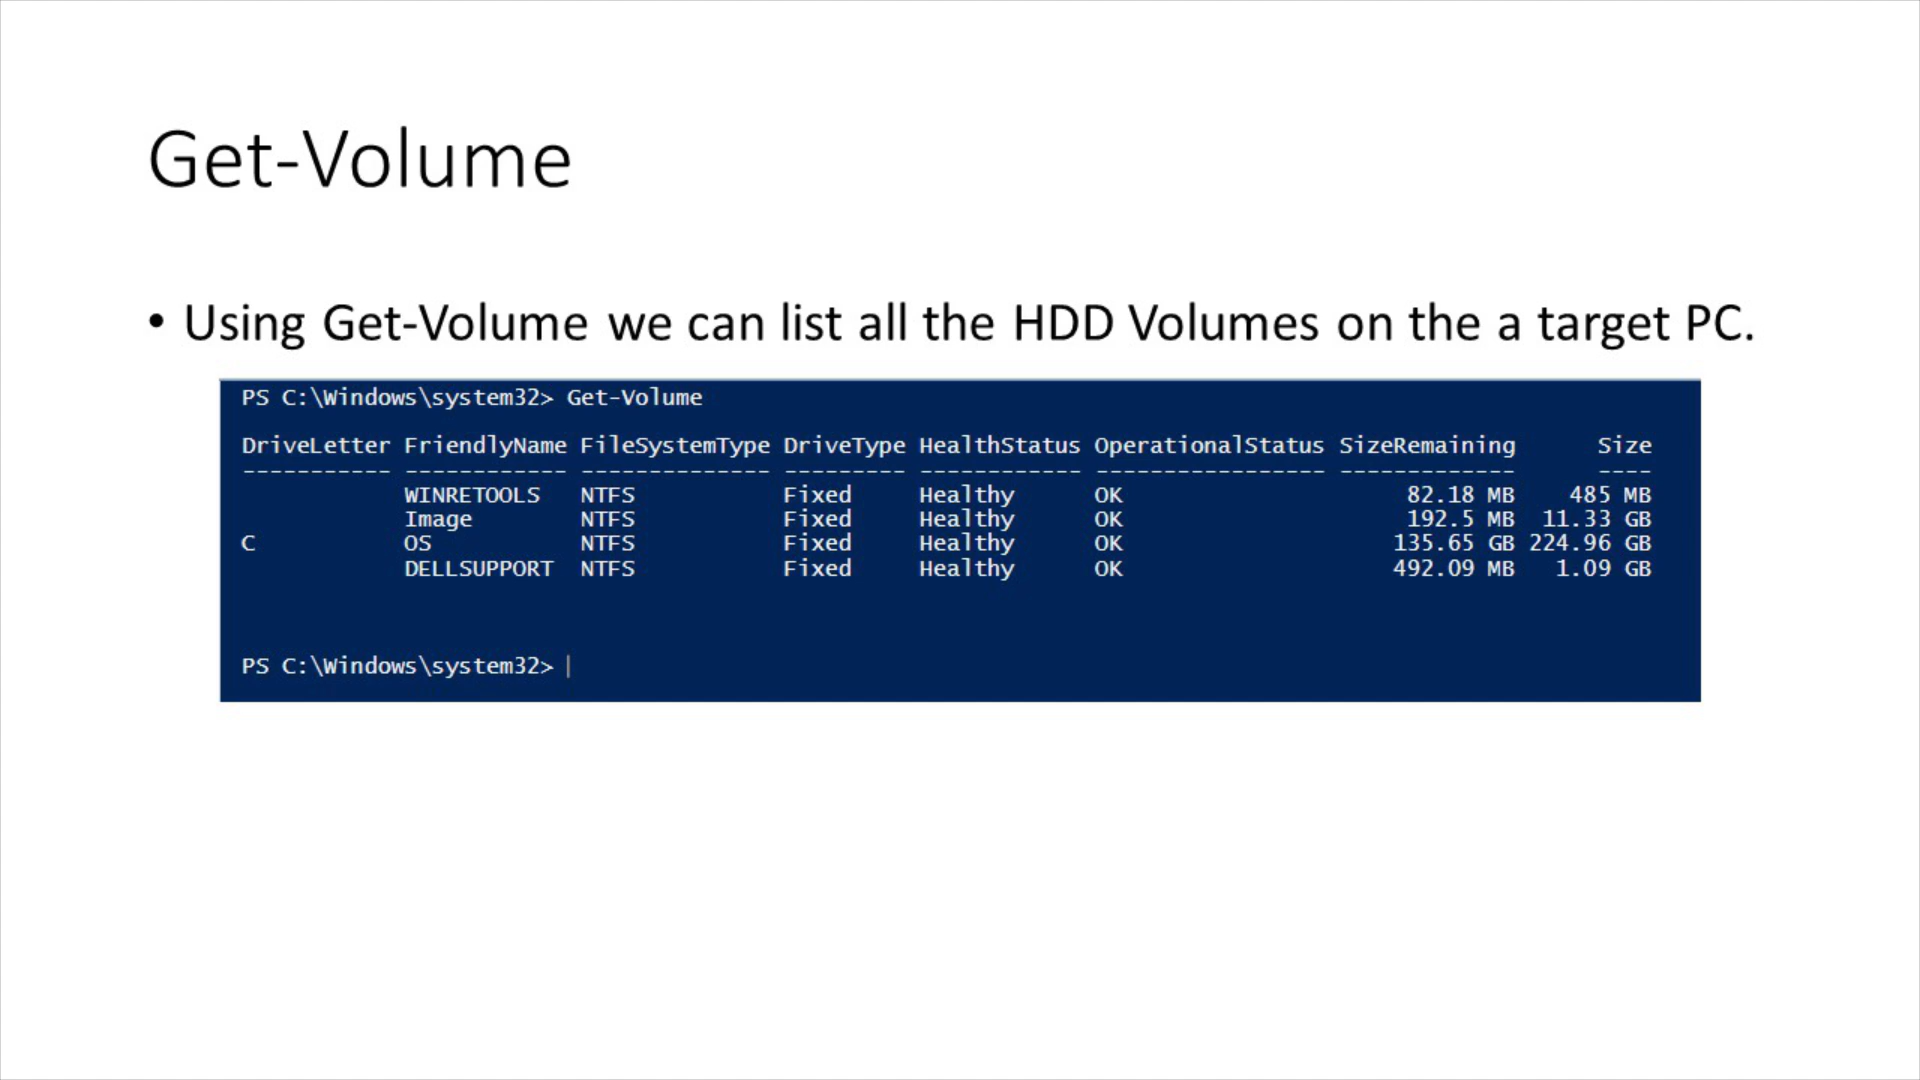 Get-Volume
• Using Get-Volume we can list all the HDD Volumes on the a target PC.
PS C:\Windows\system32> Get-Volume
DriveLetter FriendlyName FileSystemType DriveType HealthStatus OperationalStatus SizeRemaining      Size
----------- ------------ -------------- --------- ------------ ----------------- -------------      ----
            WINRETOOLS   NTFS           Fixed     Healthy      OK                     82.18 MB    485 MB
            Image        NTFS           Fixed     Healthy      OK                     192.5 MB  11.33 GB
C           OS           NTFS           Fixed     Healthy      OK                    135.65 GB 224.96 GB
            DELLSUPPORT  NTFS           Fixed     Healthy      OK                    492.09 MB   1.09 GB
PS C:\Windows\system32>